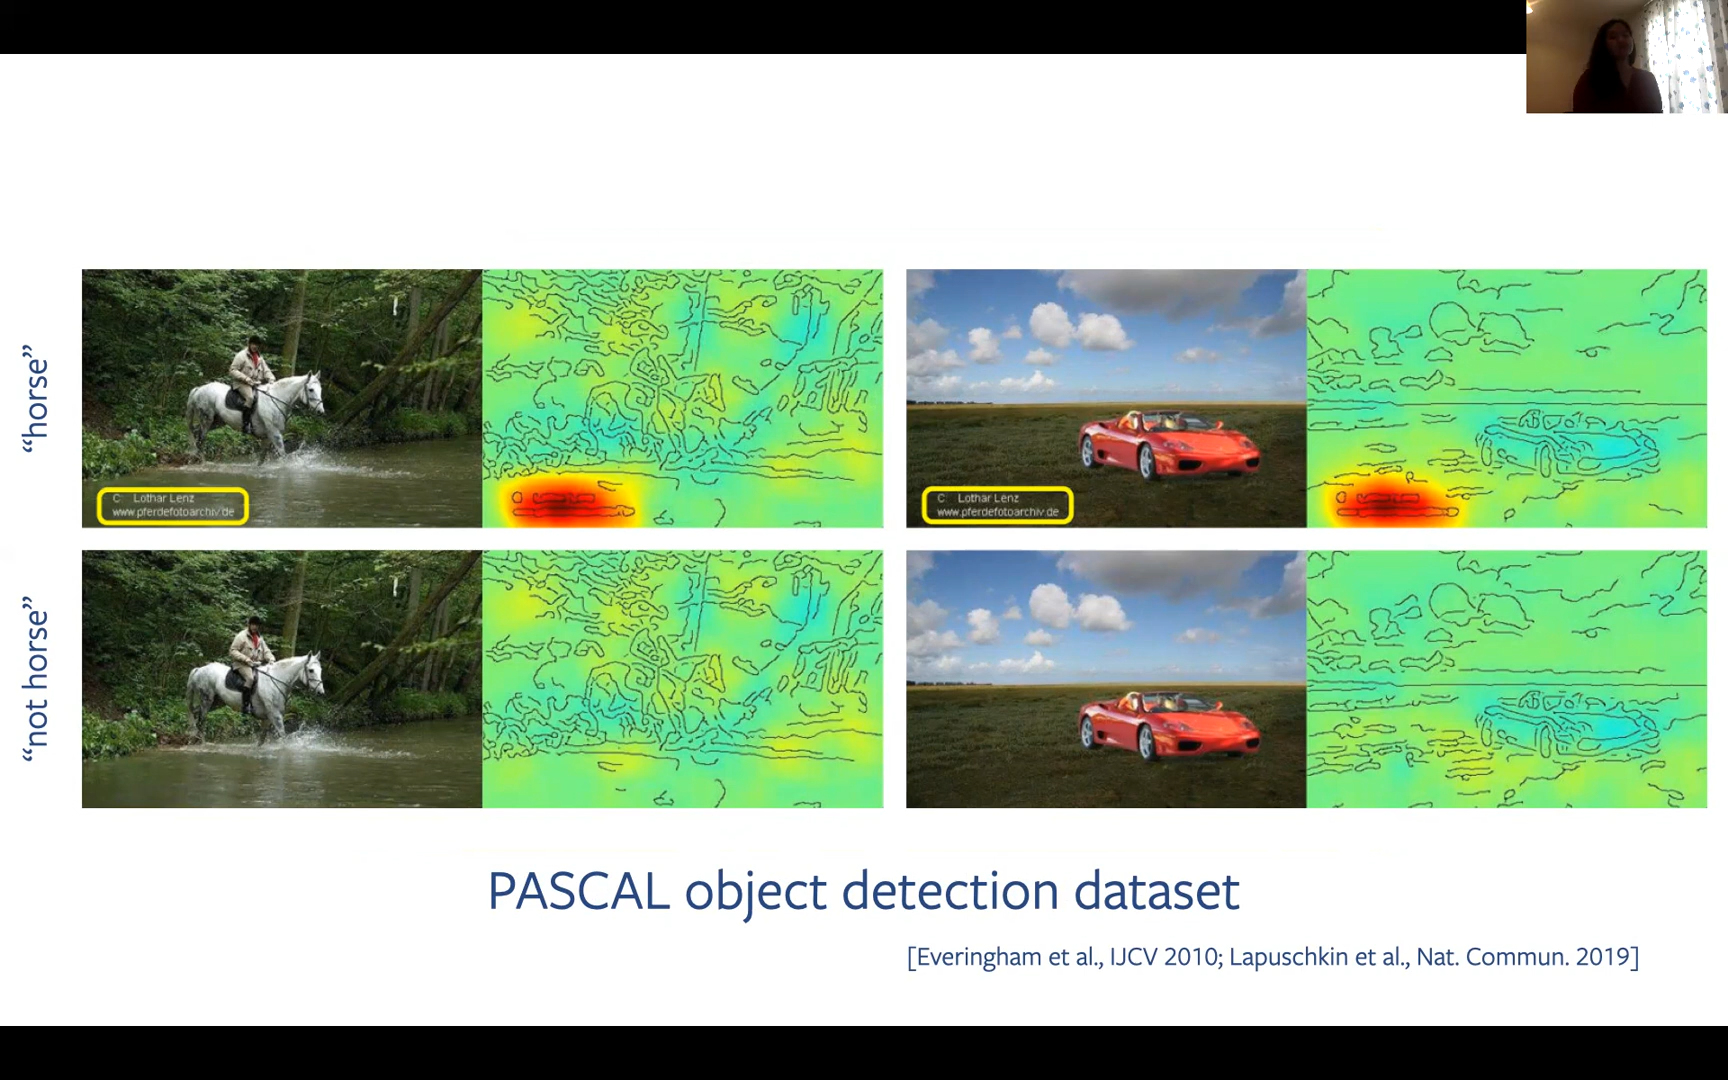 “horse”
C Lothar Lenz
www.pferdefotoarchiv.de
C Lothar Lenz
www.pferdefotoarchiv.de
“not horse”
PASCAL object detection dataset
[Everingham et al., IJCV 2010; Lapuschkin et al., Nat. Commun. 2019]